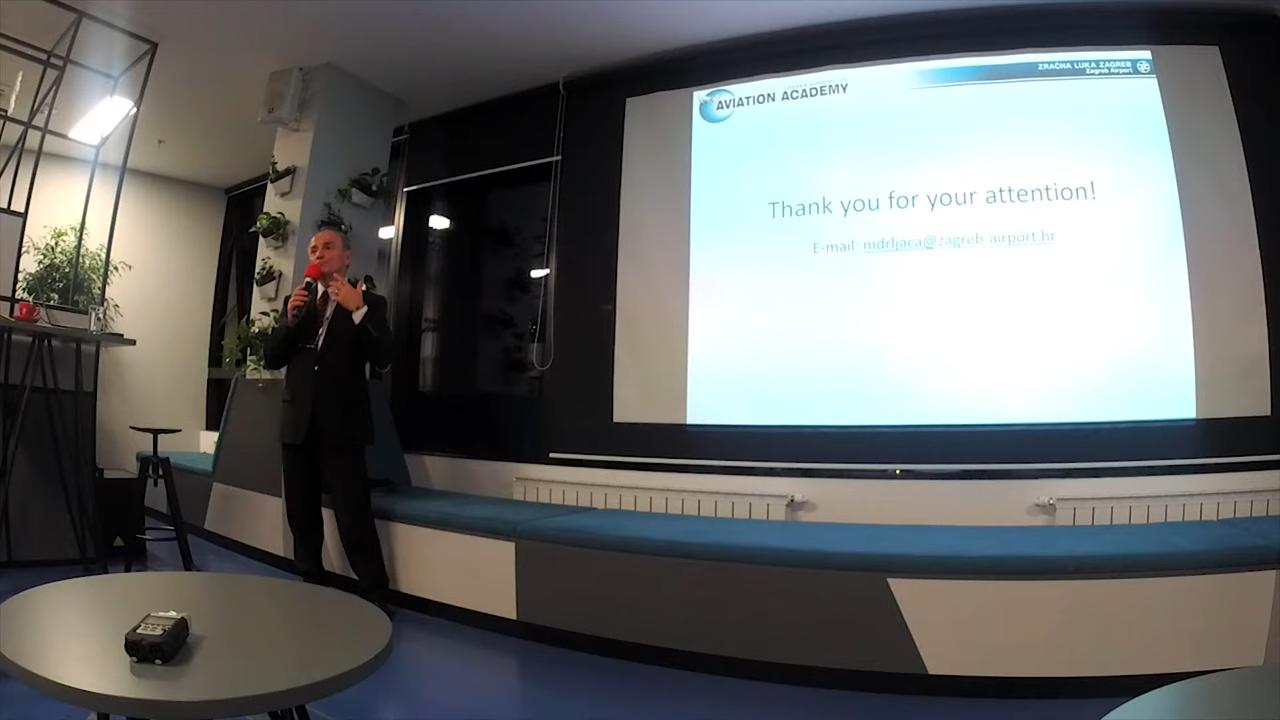 AVIATION ACADEMY
ZRAČNA LUKA ZAGREB
Zagreb Airport
Thank you for your attention!
E-mail: mdrljaca@zagreb-airport.hr